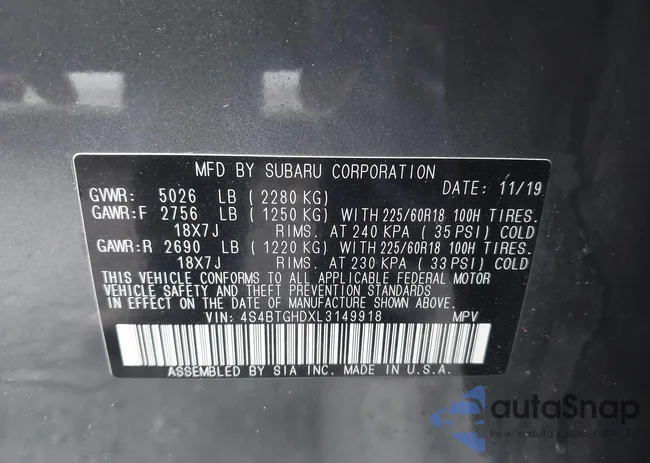 MFD BY SUBARU CORPORATION
GVWR: 5026 LB (2280 KG) DATE: 11/19
GAWR:F 2756 LB (1250 KG) WITH 225/60R18 100H TIRES.
18X7J RIMS. AT 240 KPA (35 PSI) COLD
GAWR:R 2690 LB (1220 KG) WITH 225/60R18 100H TIRES.
18X7J RIMS. AT 230 KPA (33 PSI) COLD
THIS VEHICLE CONFORMS TO ALL APPLICABLE FEDERAL MOTOR
VEHICLE SAFETY AND THEFT PREVENTION STANDARDS
IN EFFECT ON THE DATE OF MANUFACTURE SHOWN ABOVE.
VIN: 4S4BTGHDXL3149918 MPV
ASSEMBLED BY SIA INC. MADE IN U.S.A.
autaSnap